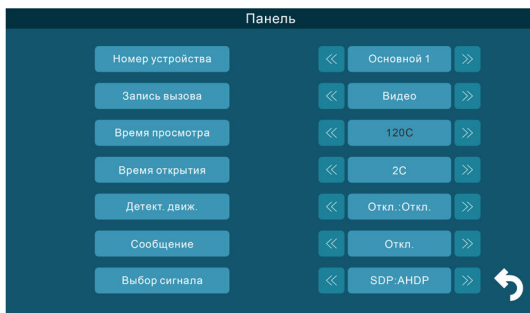 Панель
Номер устройства Основной 1
Запись вызова Видео
Время просмотра 120С
Время открытия 2С
Детект. движ. Откл.:Откл.
Сообщение Откл.
Выбор сигнала SDP:AHDP